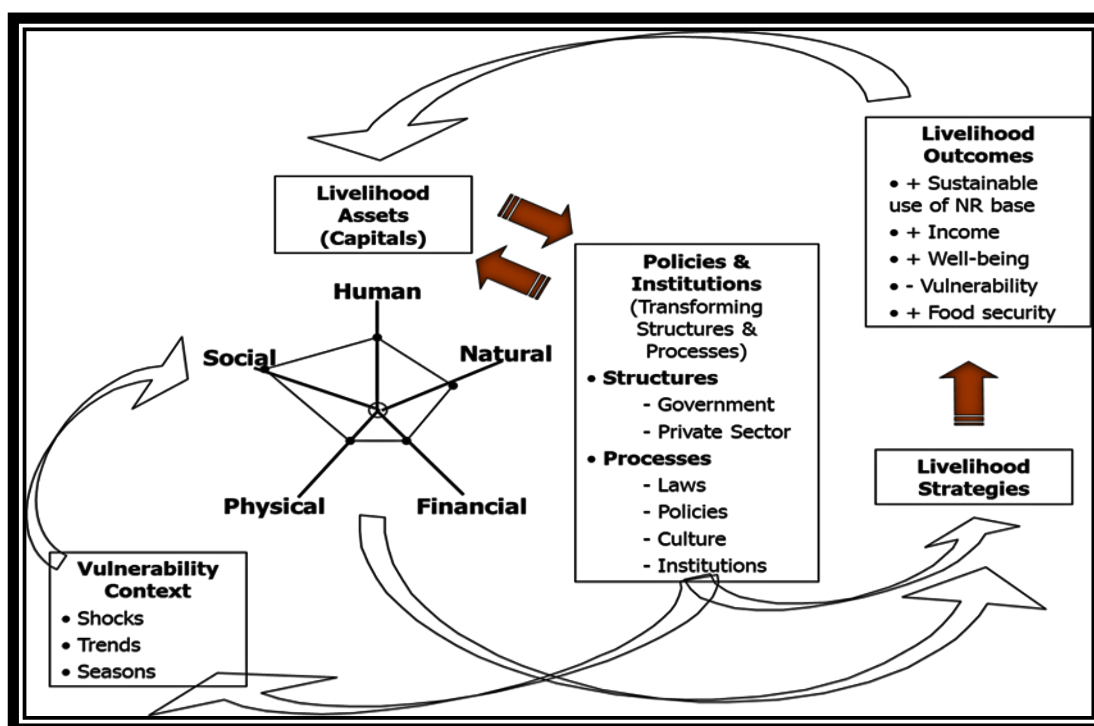 Livelihood
Assets
(Capitals)
Human
Social
Natural
Physical
Financial
Vulnerability
Context
• Shocks
• Trends
• Seasons
Policies &
Institutions
(Transforming
Structures &
Processes)
• Structures
- Government
- Private Sector
• Processes
- Laws
- Policies
- Culture
- Institutions
Livelihood
Strategies
Livelihood
Outcomes
• + Sustainable
use of NR base
• + Income
• + Well-being
• - Vulnerability
• + Food security